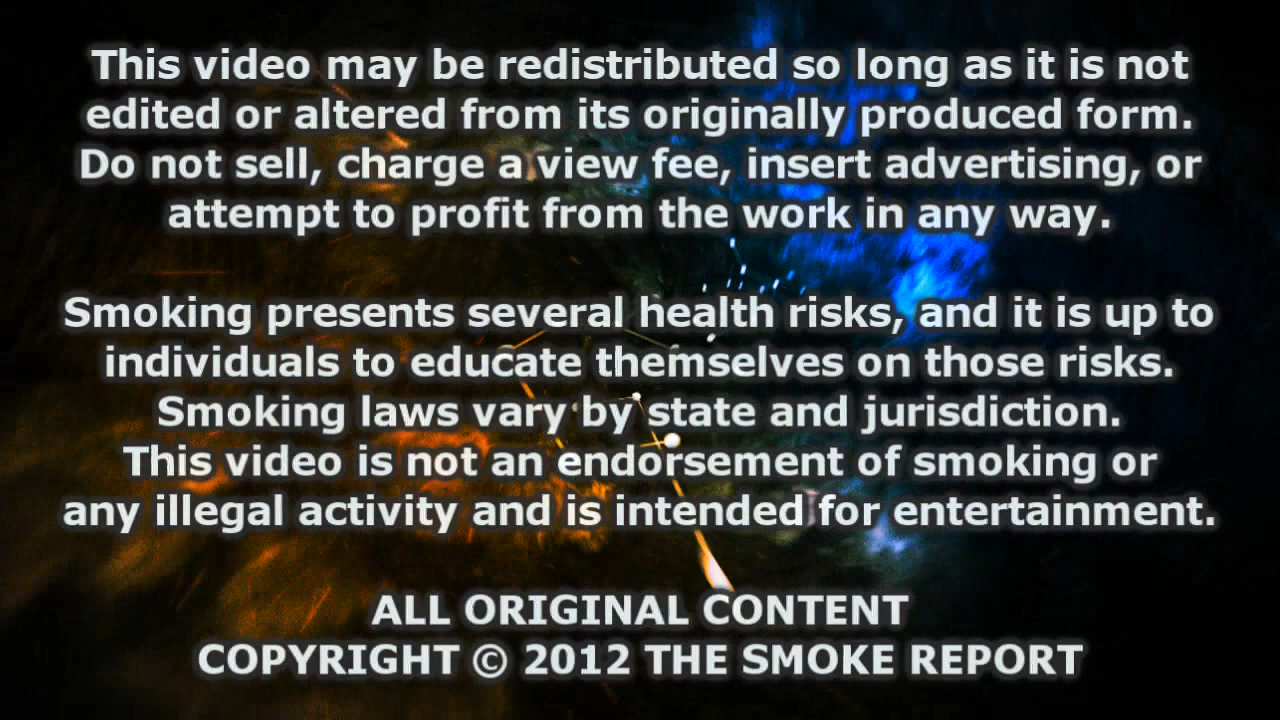 This video may be redistributed so long as it is not
edited or altered from its originally produced form.
Do not sell, charge a view fee, insert advertising, or
attempt to profit from the work in any way.
Smoking presents several health risks, and it is up to
individuals to educate themselves on those risks.
Smoking laws vary by state and jurisdiction.
This video is not an endorsement of smoking or
any illegal activity and is intended for entertainment.
ALL ORIGINAL CONTENT
COPYRIGHT © 2012 THE SMOKE REPORT